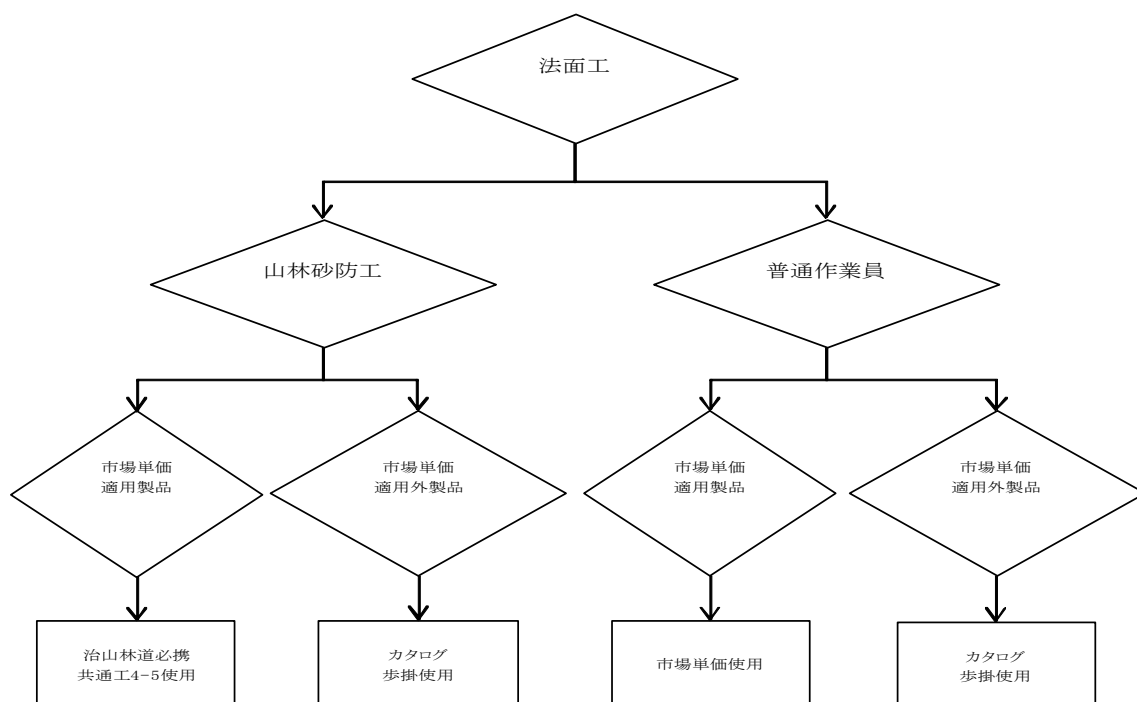 法面工
山林砂防工
普通作業員
市場単価
適用製品
市場単価
適用外製品
市場単価
適用製品
市場単価
適用外製品
治山林道必携
共通工4-5使用
カタログ
歩掛使用
市場単価使用
カタログ
歩掛使用